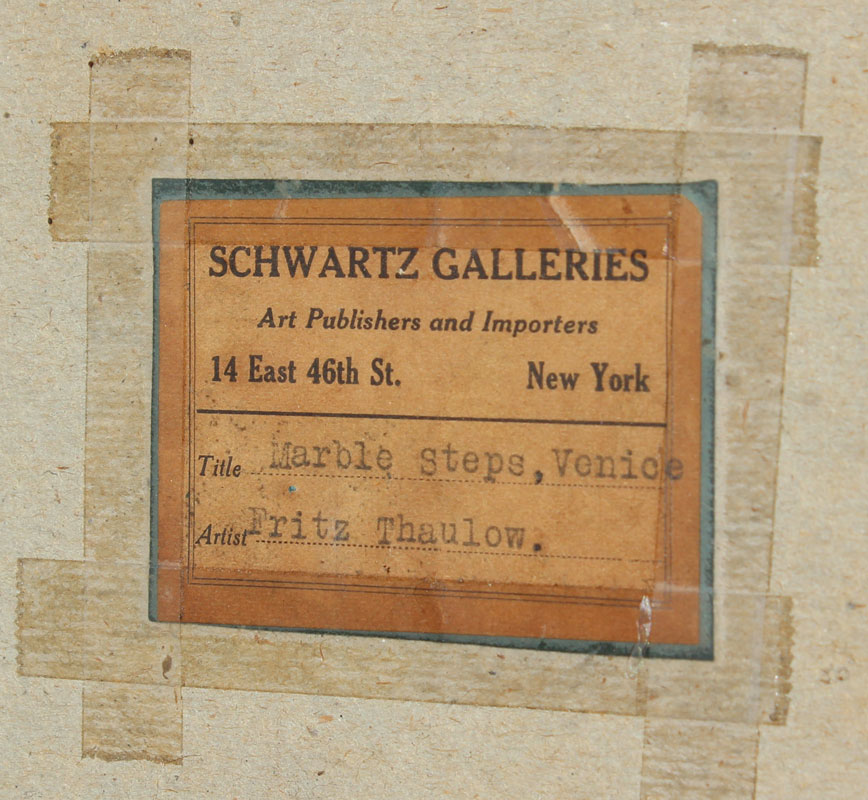 SCHWARTZ GALLERIES
Art Publishers and Importers
14 East 46th St. New York
Title Marble steps, Venice
Artist Fritz Thaulow.